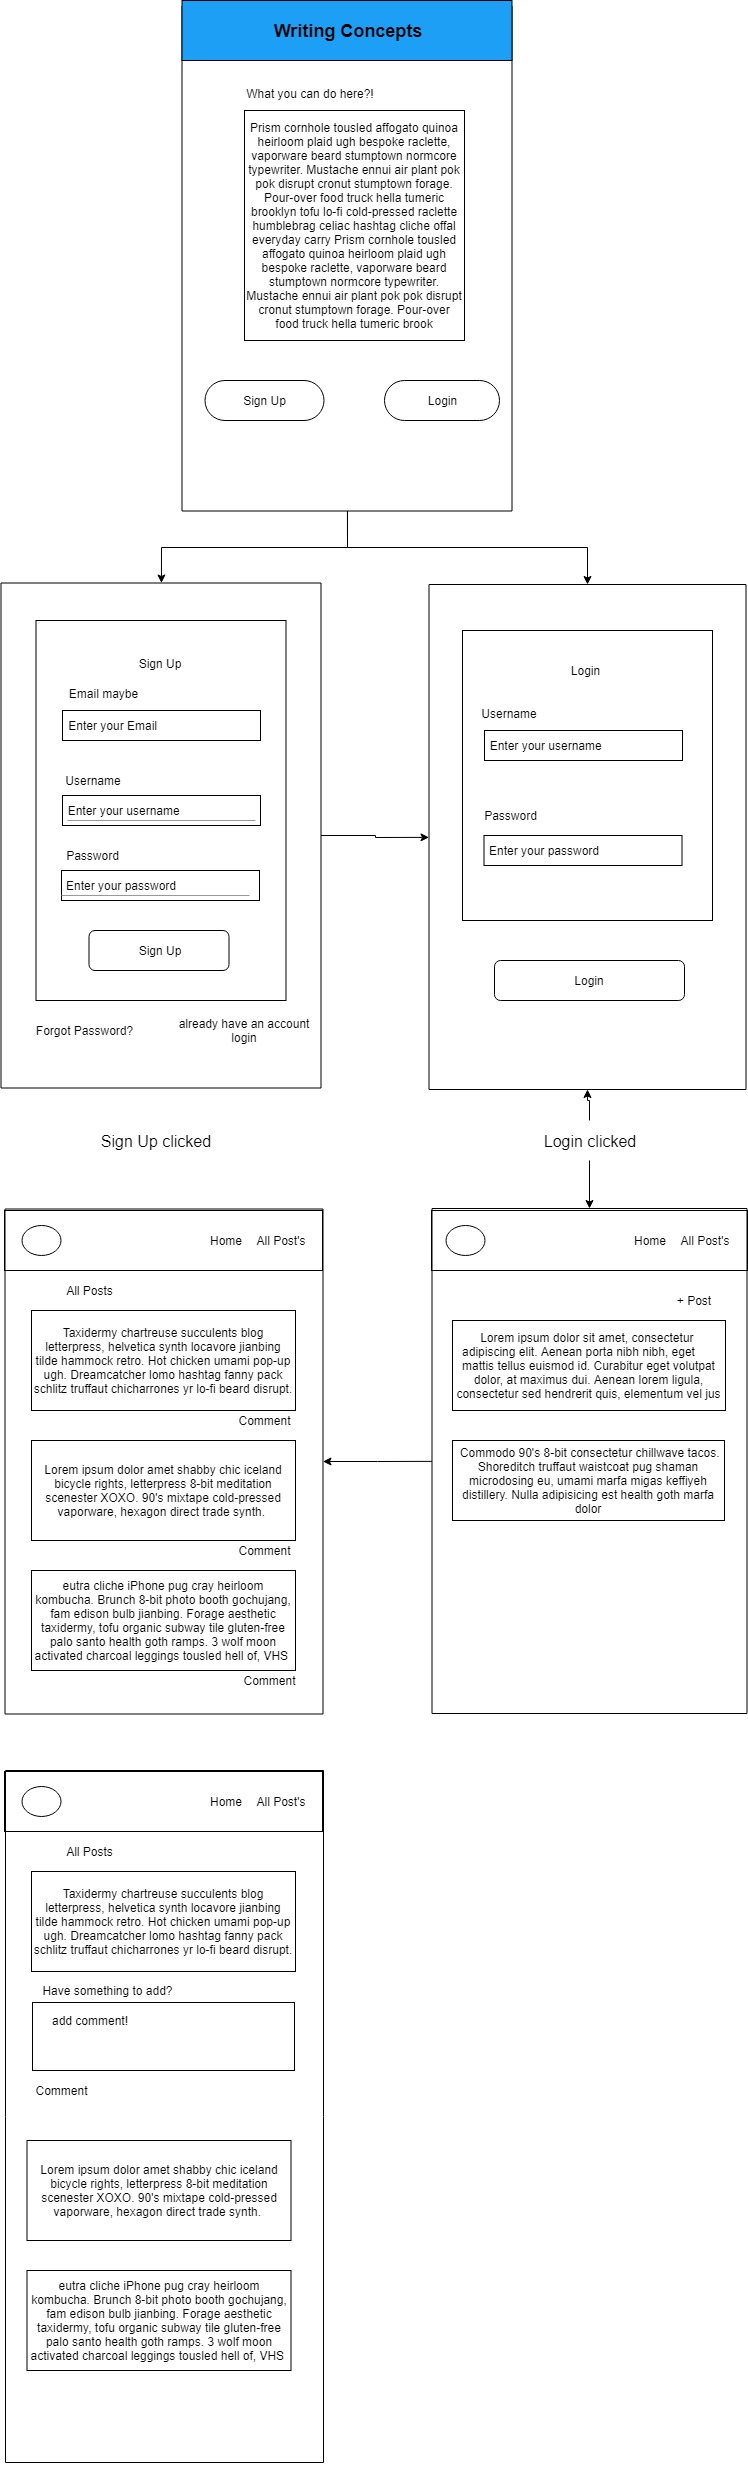 Writing Concepts
What you can do here?!
Prism cornhole tousled affogato quinoa
heirloom plaid ugh bespoke raclette,
vaporware beard stumptown normcore
typewriter. Mustache ennui air plant pok
pok disrupt cronut stumptown forage.
Pour-over food truck hella tumeric
brooklyn tofu lo-fi cold-pressed raclette
humblebrag celiac hashtag cliche offal
everyday carry Prism cornhole tousled
affogato quinoa heirloom plaid ugh
bespoke raclette, vaporware beard
stumptown normcore typewriter.
Mustache ennui air plant pok pok disrupt
cronut stumptown forage. Pour-over
food truck hella tumeric brook
Sign Up
Login
Sign Up
Email maybe
Enter your Email
Username
Enter your username
Password
Enter your password
Sign Up
Forgot Password?
already have an account
login
Login
Username
Enter your username
Password
Enter your password
Login
Sign Up clicked
Login clicked
Home All Post's
All Posts
Taxidermy chartreuse succulents blog
letterpress, helvetica synth locavore jianbing
tilde hammock retro. Hot chicken umami pop-up
ugh. Dreamcatcher lomo hashtag fanny pack
schlitz truffaut chicharrones yr lo-fi beard disrupt.
Comment
Lorem ipsum dolor amet shabby chic iceland
bicycle rights, letterpress 8-bit meditation
scenester XOXO. 90's mixtape cold-pressed
vaporware, hexagon direct trade synth.
Comment
eutra cliche iPhone pug cray heirloom
kombucha. Brunch 8-bit photo booth gochujang,
fam edison bulb jianbing. Forage aesthetic
taxidermy, tofu organic subway tile gluten-free
palo santo health goth ramps. 3 wolf moon
activated charcoal leggings tousled hell of, VHS
Comment
Home All Post's
+ Post
Lorem ipsum dolor sit amet, consectetur
adipiscing elit. Aenean porta nibh nibh, eget
mattis tellus euismod id. Curabitur eget volutpat
dolor, at maximus dui. Aenean lorem ligula,
consectetur sed hendrerit quis, elementum vel jus
Commodo 90's 8-bit consectetur chillwave tacos.
Shoreditch truffaut waistcoat pug shaman
microdosing eu, umami marfa migas keffiyeh
distillery. Nulla adipisicing est health goth marfa
dolor
Home All Post's
All Posts
Taxidermy chartreuse succulents blog
letterpress, helvetica synth locavore jianbing
tilde hammock retro. Hot chicken umami pop-up
ugh. Dreamcatcher lomo hashtag fanny pack
schlitz truffaut chicharrones yr lo-fi beard disrupt.
Have something to add?
add comment!
Comment
Lorem ipsum dolor amet shabby chic iceland
bicycle rights, letterpress 8-bit meditation
scenester XOXO. 90's mixtape cold-pressed
vaporware, hexagon direct trade synth.
eutra cliche iPhone pug cray heirloom
kombucha. Brunch 8-bit photo booth gochujang,
fam edison bulb jianbing. Forage aesthetic
taxidermy, tofu organic subway tile gluten-free
palo santo health goth ramps. 3 wolf moon
activated charcoal leggings tousled hell of, VHS